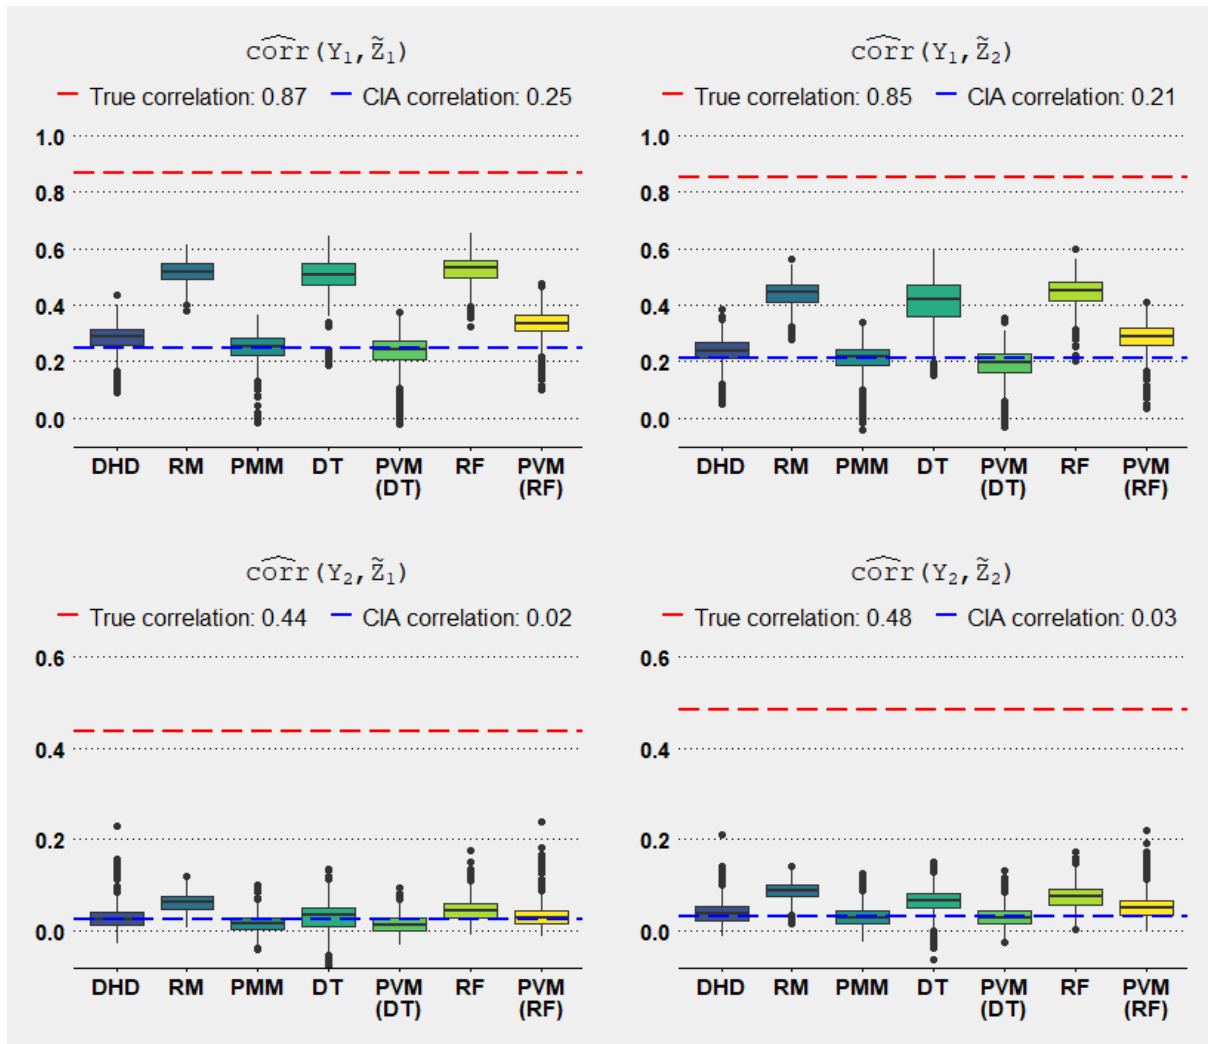 corr(Y₁, Z̃₁)
True correlation: 0.87 CIA correlation: 0.25
1.0
0.8
0.6
0.4
0.2
0.0
DHD RM PMM DT PVM (DT) RF PVM (RF)
corr(Y₁, Z̃₂)
True correlation: 0.85 CIA correlation: 0.21
1.0
0.8
0.6
0.4
0.2
0.0
DHD RM PMM DT PVM (DT) RF PVM (RF)
corr(Y₂, Z̃₁)
True correlation: 0.44 CIA correlation: 0.02
0.6
0.4
0.2
0.0
DHD RM PMM DT PVM (DT) RF PVM (RF)
corr(Y₂, Z̃₂)
True correlation: 0.48 CIA correlation: 0.03
0.6
0.4
0.2
0.0
DHD RM PMM DT PVM (DT) RF PVM (RF)